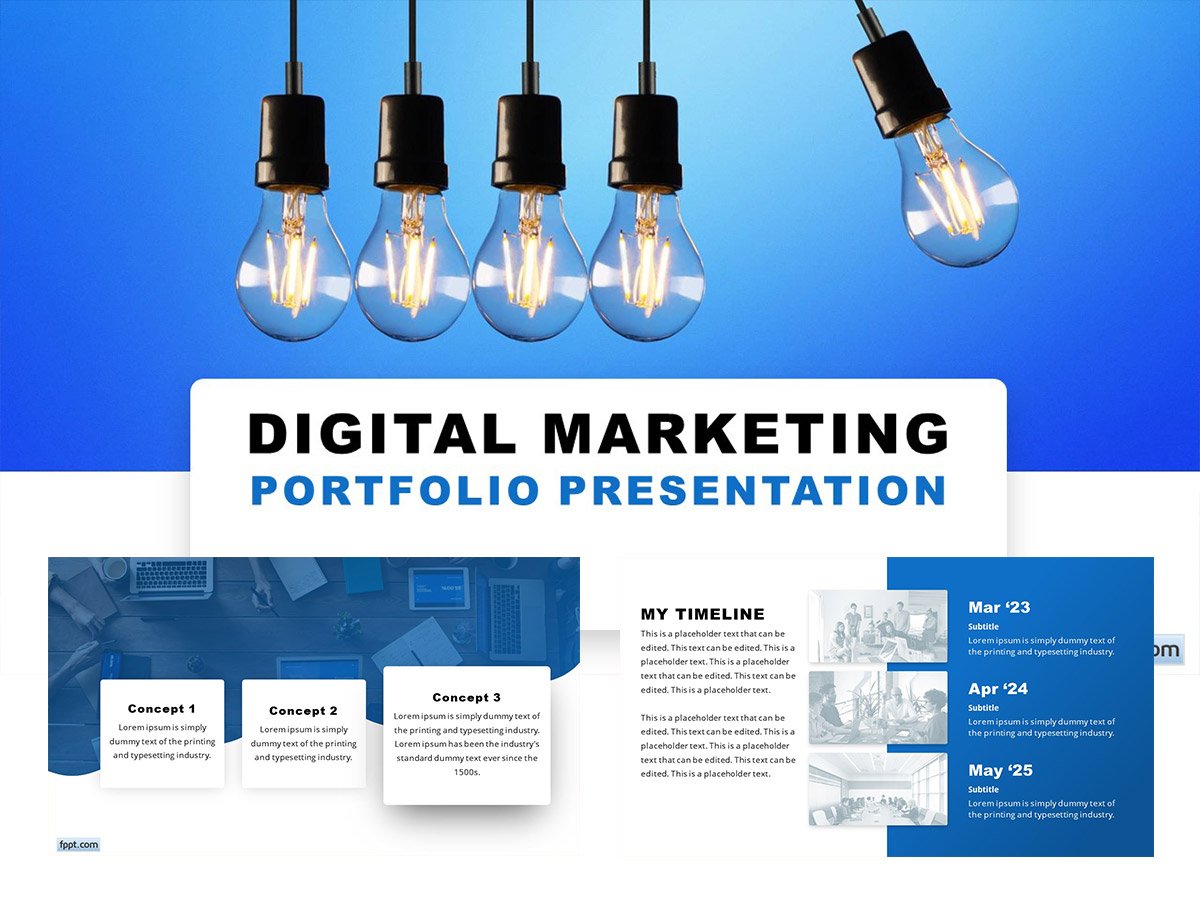 DIGITAL MARKETING
PORTFOLIO PRESENTATION
Concept 1
Lorem ipsum is simply
dummy text of the printing
and typesetting industry.
Concept 2
Lorem ipsum is simply
dummy text of the printing
and typesetting industry.
Concept 3
Lorem ipsum is simply dummy text of
the printing and typesetting industry.
Lorem ipsum has been the industry's
standard dummy text ever since the
1500s.
fppt.com
MY TIMELINE
This is a placeholder text that can be
edited. This text can be edited. This is a
placeholder text. This is a placeholder
text that can be edited. This text can be
edited. This is a placeholder text.
This is a placeholder text that can be
edited. This text can be edited. This is a
placeholder text. This is a placeholder
text that can be edited. This text can be
edited. This is a placeholder text.
Mar ‘23
Subtitle
Lorem ipsum is simply dummy text of
the printing and typesetting industry.
Apr ‘24
Subtitle
Lorem ipsum is simply dummy text of
the printing and typesetting industry.
May ‘25
Subtitle
Lorem ipsum is simply dummy text of
the printing and typesetting industry.
om